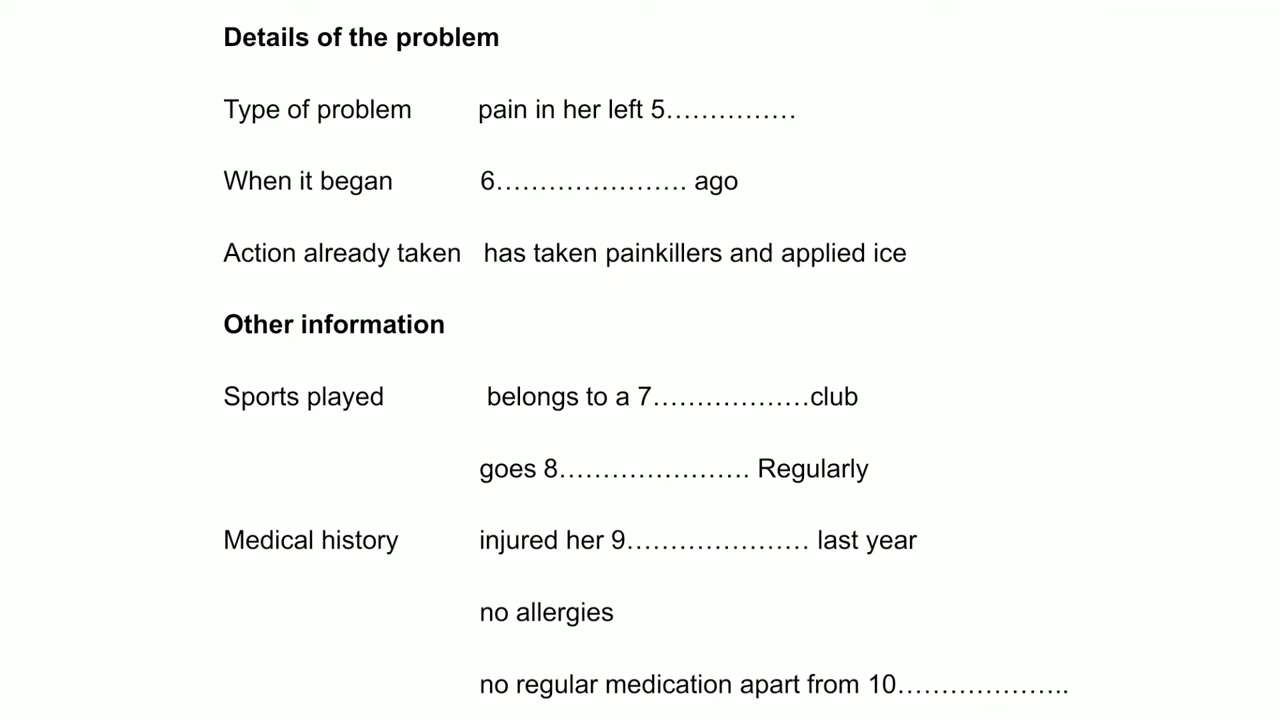 Details of the problem
Type of problem pain in her left 5……………
When it began 6…………………. ago
Action already taken has taken painkillers and applied ice
Other information
Sports played belongs to a 7………………club
goes 8…………………. Regularly
Medical history injured her 9………………… last year
no allergies
no regular medication apart from 10………………..